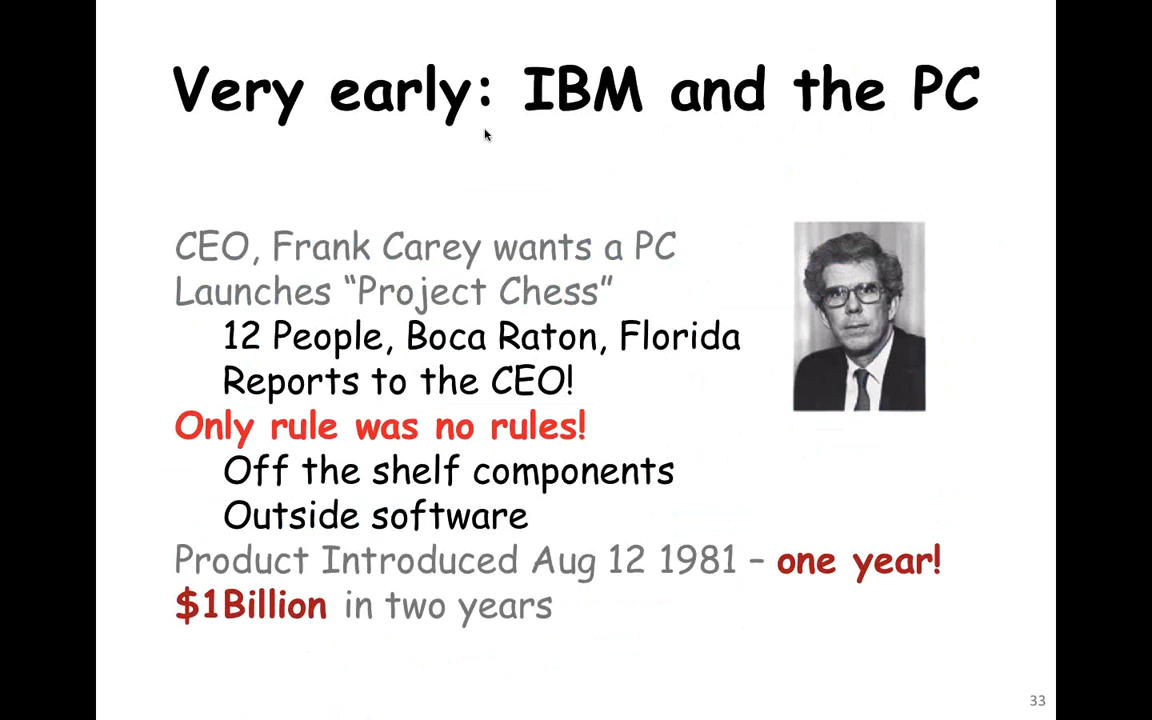 Very early: IBM and the PC
CEO, Frank Carey wants a PC
Launches “Project Chess”
12 People, Boca Raton, Florida
Reports to the CEO!
Only rule was no rules!
Off the shelf components
Outside software
Product Introduced Aug 12 1981 – one year!
$1Billion in two years
33